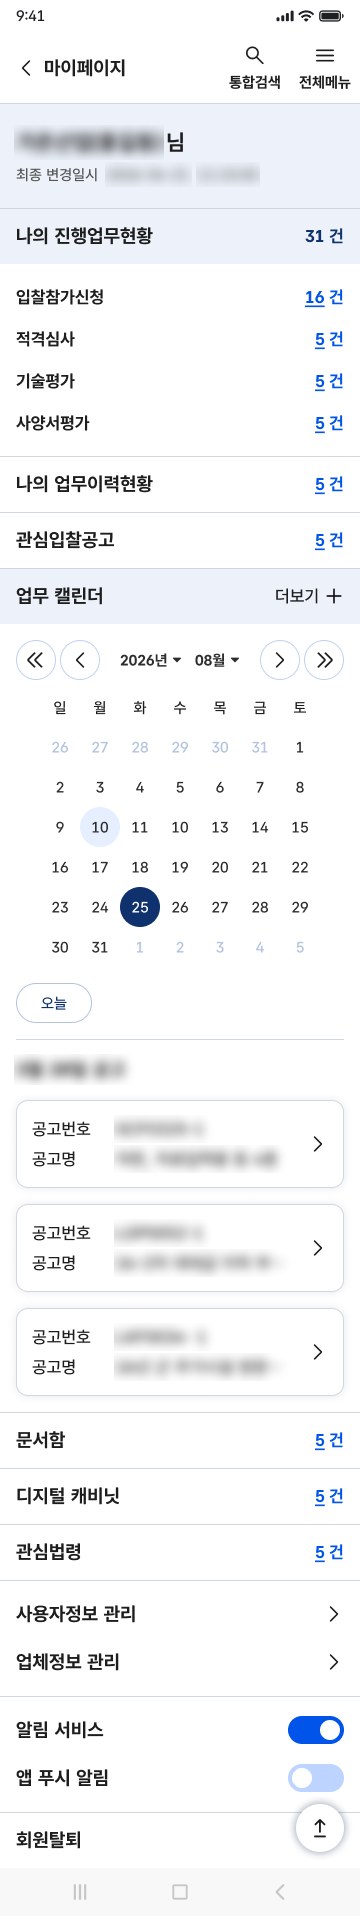 9:41
마이페이지
통합검색
전체메뉴
님
최종 변경일시
나의 진행업무현황 31 건
입찰참가신청 16 건
적격심사 5 건
기술평가 5 건
사양서평가 5 건
나의 업무이력현황 5 건
관심입찰공고 5 건
업무 캘린더 더보기
2026년 08월
일 월 화 수 목 금 토
26 27 28 29 30 31 1
2 3 4 5 6 7 8
9 10 11 10 13 14 15
16 17 18 19 20 21 22
23 24 25 26 27 28 29
30 31 1 2 3 4 5
오늘
공고번호
공고명
공고번호
공고명
공고번호
공고명
문서함 5 건
디지털 캐비닛 5 건
관심법령 5 건
사용자정보 관리
업체정보 관리
알림 서비스
앱 푸시 알림
회원탈퇴